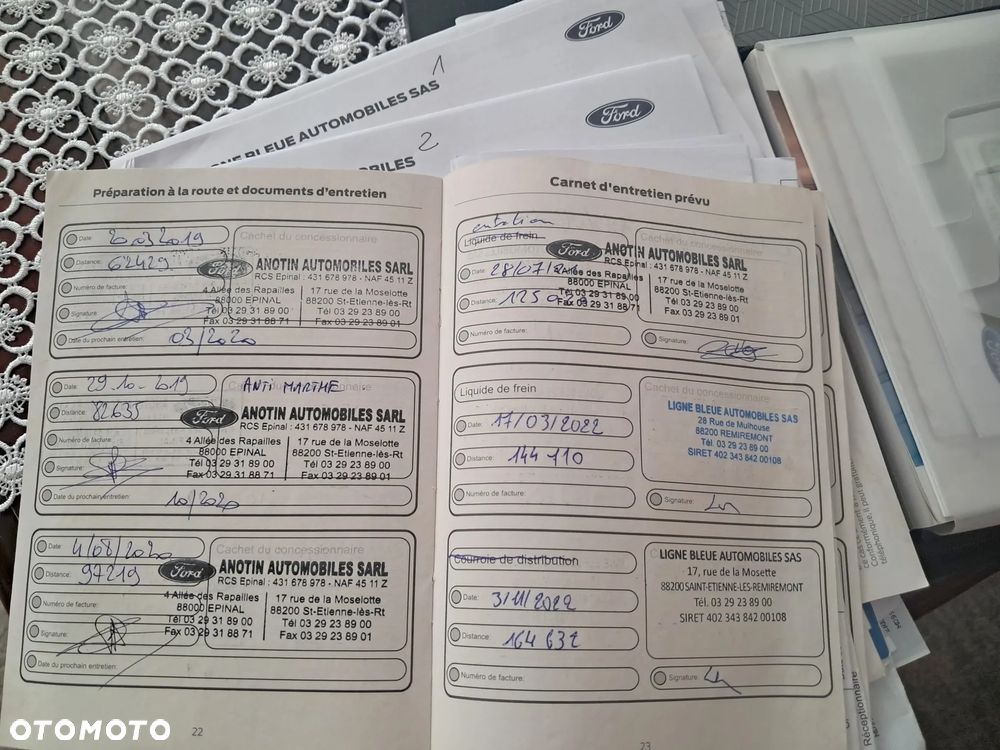 Ford
1
GNE BLEUE AUTOMOBILES SAS
Ford
2
MOBILES
Préparation à la route et documents d'entretien
Date: 20.03.2019
Cachet du concessionnaire
Distance: 62429
Ford
ANOTIN AUTOMOBILES SARL
RCS Epinal : 431 678 978 - NAF 45 11 Z
Numéro de facture:
4 Allée des Rapailles
88000 EPINAL
Tél 03 29 31 89 00
Fax 03 29 31 88 71
17 rue de la Moselotte
88200 St-Etienne-lès-Rt
Tél 03 29 23 89 00
Fax 03 29 23 89 01
Signature:
Date du prochain entretien: 03/2020
Date: 29-10-2019
ANTI MARTHE
Distance: 82635
Ford
ANOTIN AUTOMOBILES SARL
RCS Epinal : 431 678 978 - NAF 45 11 Z
Numéro de facture:
4 Allée des Rapailles
88000 EPINAL
Tél 03 29 31 89 00
Fax 03 29 31 88 71
17 rue de la Moselotte
88200 St-Etienne-lès-Rt
Tél 03 29 23 89 00
Fax 03 29 23 89 01
Signature:
Date du prochain entretien: 10/2020
Date: 4/08/2020
Cachet du concessionnaire
Distance: 97219
Ford
ANOTIN AUTOMOBILES SARL
RCS Epinal : 431 678 978 - NAF 45 11 Z
Numéro de facture:
4 Allée des Rapailles
88000 EPINAL
Tél 03 29 31 89 00
Fax 03 29 31 88 71
17 rue de la Moselotte
88200 St-Etienne-lès-Rt
Tél 03 29 23 89 00
Fax 03 29 23 89 01
Signature:
Date du prochain entretien:
22
Carnet d'entretien prévu
Liquide de frein
Cachet du concessionnaire
Ford
ANOTIN AUTOMOBILES SARL
RCS Epinal : 431 678 978 - NAF 45 11 Z
Date: 28/07/
Distance: 125
Allée des Rapailles
88000 EPINAL
Tél 03 29 31 89 00
Fax 03 29 31 88 71
17 rue de la Moselotte
88200 St-Etienne-lès-Rt
Tél 03 29 23 89 00
Fax 03 29 23 89 01
Numéro de facture:
Signature:
Liquide de frein
Cachet du concessionnaire
Date: 17/03/2022
Distance: 144 110
LIGNE BLEUE AUTOMOBILES SAS
28 Rue de Mulhouse
88200 REMIREMONT
Tél. 03 29 23 89 00
SIRET 402 343 842 00108
Numéro de facture:
Signature:
Courroie de distribution
Date: 3/11/2022
Distance: 164 632
LIGNE BLEUE AUTOMOBILES SAS
17, rue de la Mosette
88200 SAINT-ETIENNE-LES-REMIREMONT
Tél. 03 29 23 89 00
SIRET 402 343 842 00108
Numéro de facture:
Signature:
23
Conformément, il peut
téléphonique.
Réceptionnaire
OTOMOTO